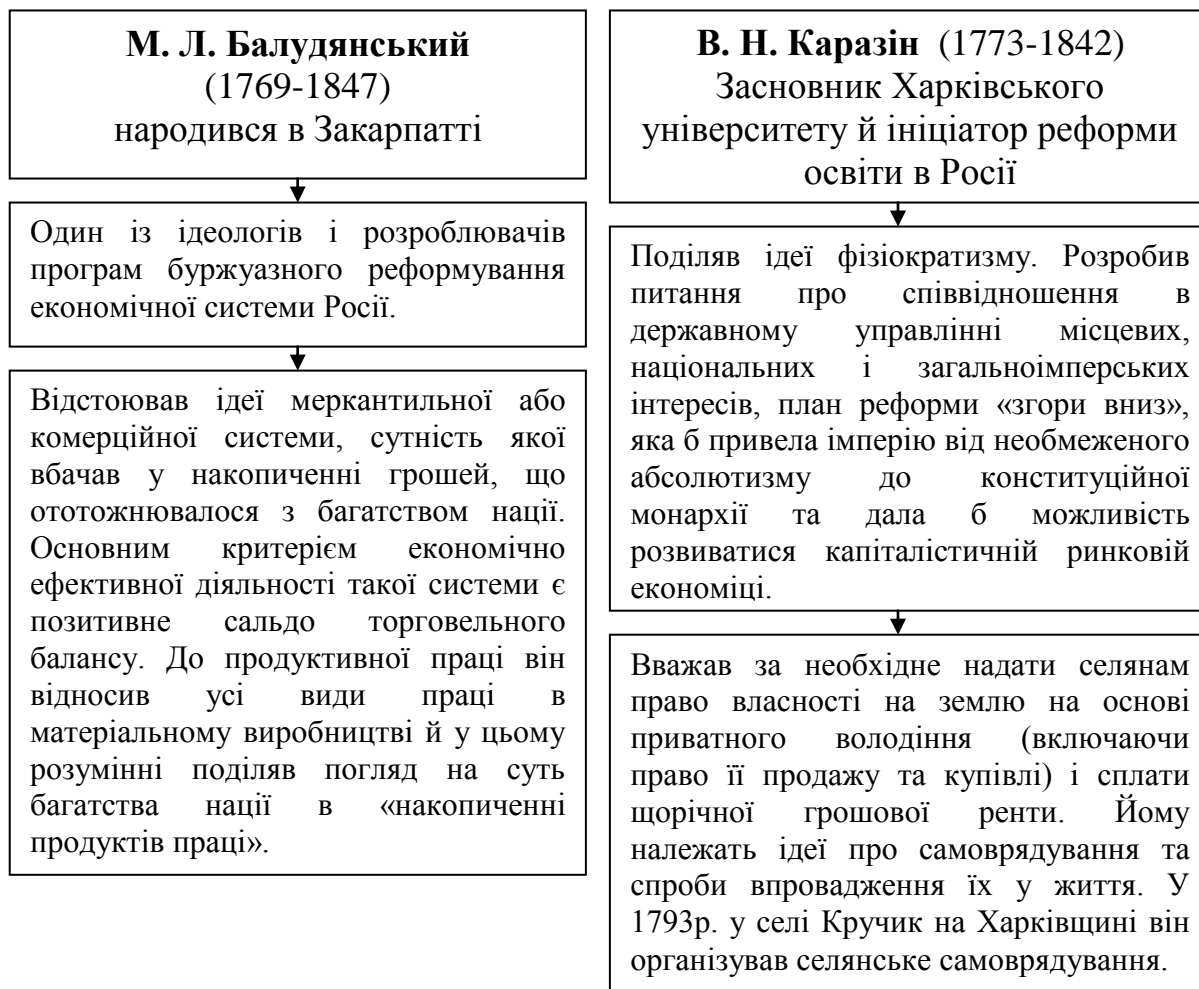 М. Л. Балудянський
(1769-1847)
народився в Закарпатті
Один із ідеологів і розроблювачів
програм буржуазного реформування
економічної системи Росії.
Відстоював ідеї меркантильної або
комерційної системи, сутність якої
вбачав у накопиченні грошей, що
ототожнювалося з багатством нації.
Основним критерієм економічно
ефективної діяльності такої системи є
позитивне сальдо торговельного
балансу. До продуктивної праці він
відносив усі види праці в
матеріальному виробництві й у цьому
розумінні поділяв погляд на суть
багатства нації в «накопиченні
продуктів праці».
В. Н. Каразін (1773-1842)
Засновник Харківського
університету й ініціатор реформи
освіти в Росії
Поділяв ідеї фізіократизму. Розробив
питання про співвідношення в
державному управлінні місцевих,
національних і загальноімперських
інтересів, план реформи «згори вниз»,
яка б привела імперію від необмеженого
абсолютизму до конституційної
монархії та дала б можливість
розвиватися капіталістичній ринковій
економіці.
Вважав за необхідне надати селянам
право власності на землю на основі
приватного володіння (включаючи
право її продажу та купівлі) і сплати
щорічної грошової ренти. Йому
належать ідеї про самоврядування та
спроби впровадження їх у життя. У
1793р. у селі Кручик на Харківщині він
організував селянське самоврядування.